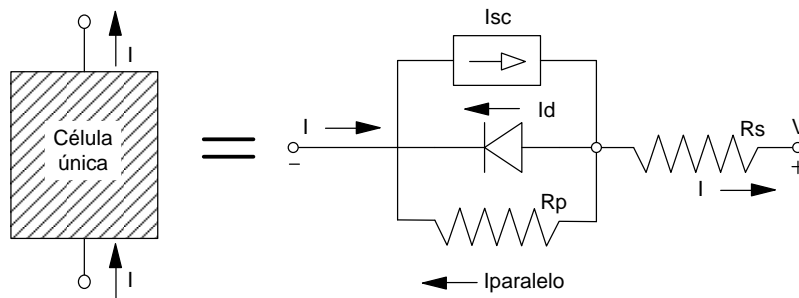 I
Célula
única
I
Isc
Id
I
−
Rp
Iparalelo
Rs
I
V
+